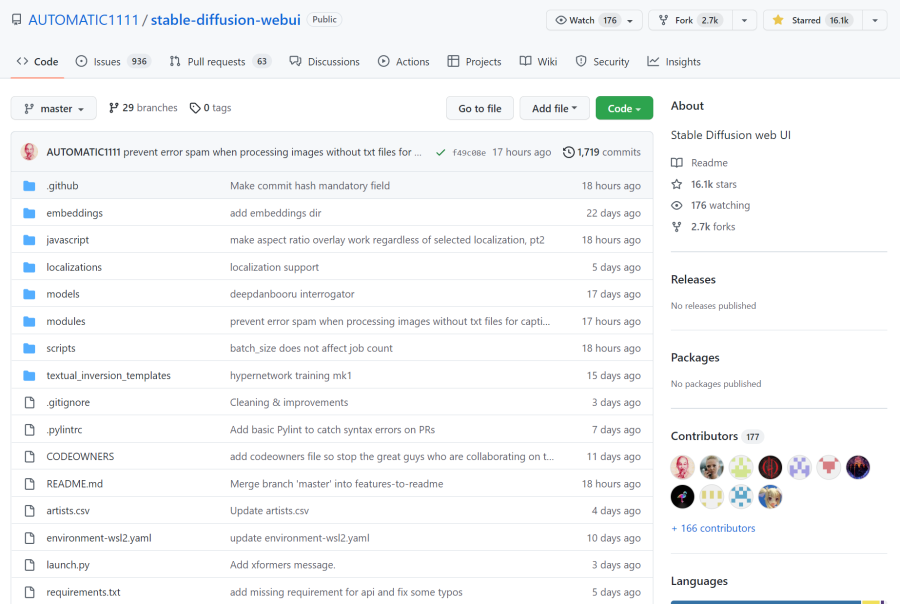 AUTOMATIC1111 / stable-diffusion-webui Public
Watch 176
Fork 2.7k
Starred 16.1k
Code
Issues 936
Pull requests 63
Discussions
Actions
Projects
Wiki
Security
Insights
master
29 branches
0 tags
Go to file
Add file
Code
AUTOMATIC1111 prevent error spam when processing images without txt files for ... f49c08e 17 hours ago 1,719 commits
.github Make commit hash mandatory field 18 hours ago
embeddings add embeddings dir 22 days ago
javascript make aspect ratio overlay work regardless of selected localization, pt2 18 hours ago
localizations localization support 5 days ago
models deepdanbooru interrogator 17 days ago
modules prevent error spam when processing images without txt files for capti... 17 hours ago
scripts batch_size does not affect job count 18 hours ago
textual_inversion_templates hypernetwork training mk1 15 days ago
.gitignore Cleaning & improvements 3 days ago
.pylintrc Add basic Pylint to catch syntax errors on PRs 7 days ago
CODEOWNERS add codeowners file so stop the great guys who are collaborating on t... 11 days ago
README.md Merge branch 'master' into features-to-readme 18 hours ago
artists.csv Update artists.csv 4 days ago
environment-wsl2.yaml update environment-wsl2.yaml 10 days ago
launch.py Add xformers message. 3 days ago
requirements.txt add missing requirement for api and fix some typos 5 days ago
About
Stable Diffusion web UI
Readme
16.1k stars
176 watching
2.7k forks
Releases
No releases published
Packages
No packages published
Contributors 177
+ 166 contributors
Languages